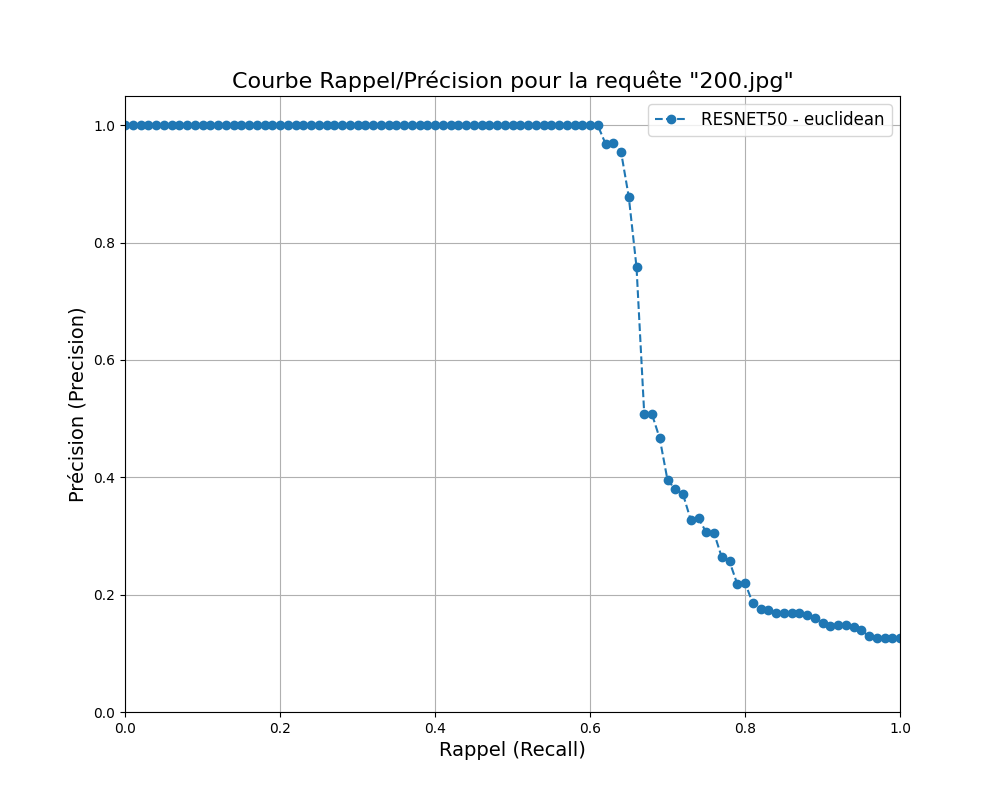 Courbe Rappel/Précision pour la requête "200.jpg"
RESNET50 - euclidean
Précision (Precision)
1.0
0.8
0.6
0.4
0.2
0.0
0.0 0.2 0.4 0.6 0.8 1.0
Rappel (Recall)